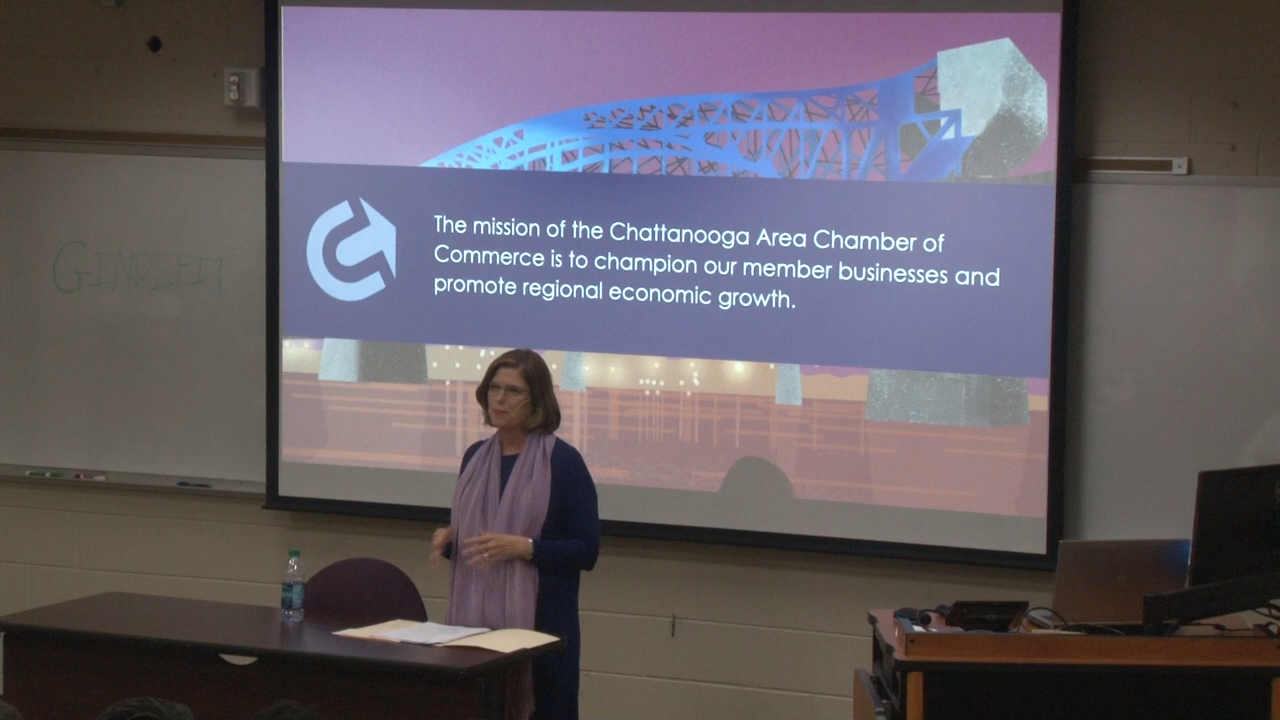 The mission of the Chattanooga Area Chamber of
Commerce is to champion our member businesses and
promote regional economic growth.